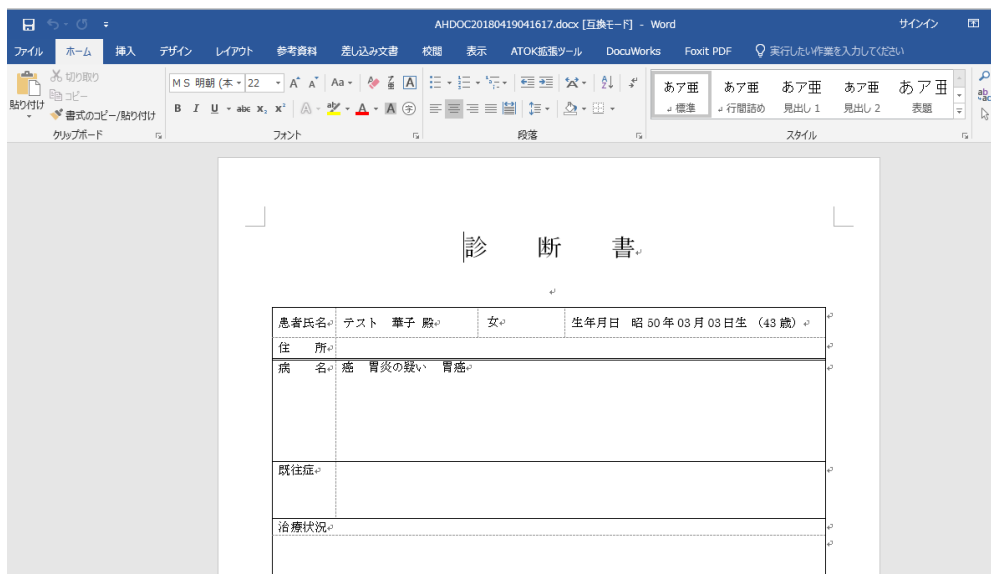 AHDOC20180419041617.docx [互換モード] - Word サインイン
ファイル ホーム 挿入 デザイン レイアウト 参考資料 差し込み文書 校閲 表示 ATOK拡張ツール DocuWorks Foxit PDF 実行したい作業を入力してください
貼り付け
切り取り
コピー
書式のコピー/貼り付け
クリップボード
ＭＳ 明朝 (本 22 A A Aa A
B I U abc x₂ x² A A A 字
フォント
段落
あア亜 あア亜 あア亜 あア亜 あア亜
標準 行間詰め 見出し 1 見出し 2 表題
スタイル
診 断 書
患者氏名 テスト 華子 殿 女 生年月日 昭 50 年 03 月 03 日生 （43 歳）
住 所
病 名 癌 胃炎の疑い 胃癌
既往症
治療状況